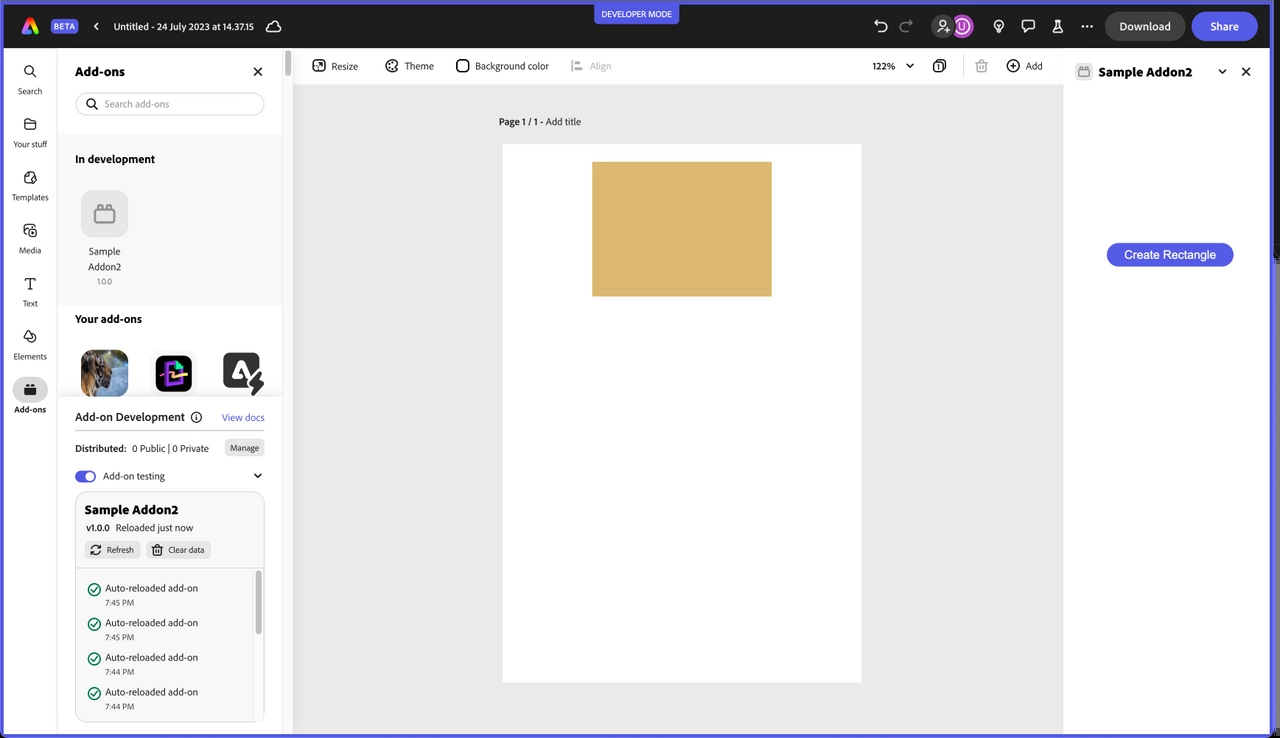 DEVELOPER MODE
BETA
Untitled - 24 July 2023 at 14.37.15
U
Download
Share
Search
Your stuff
Templates
Media
Text
Elements
Add-ons
Add-ons
Search add-ons
In development
Sample
Addon2
1.0.0
Your add-ons
Add-on Development
View docs
Distributed: 0 Public | 0 Private
Manage
Add-on testing
Sample Addon2
v1.0.0 Reloaded just now
Refresh
Clear data
Auto-reloaded add-on
7:45 PM
Auto-reloaded add-on
7:45 PM
Auto-reloaded add-on
7:44 PM
Auto-reloaded add-on
7:44 PM
Resize
Theme
Background color
Align
122%
1
Add
Page 1 / 1 - Add title
Sample Addon2
Create Rectangle